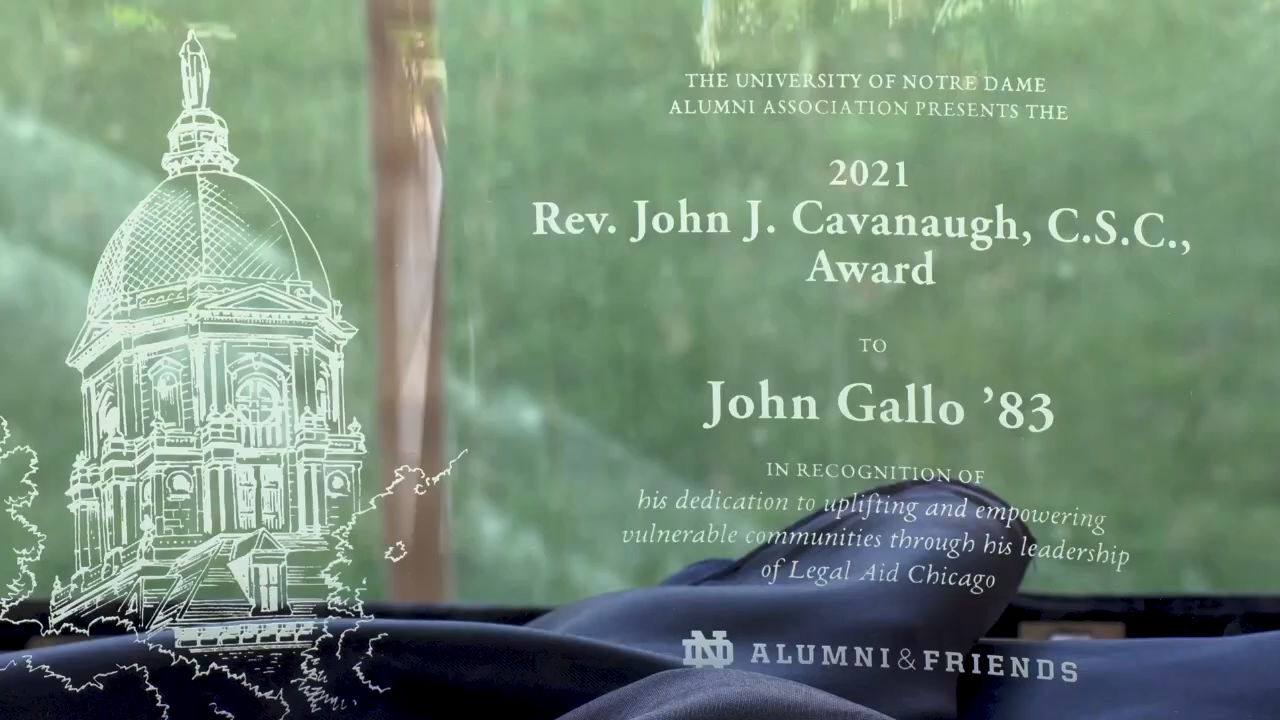 THE UNIVERSITY OF NOTRE DAME
ALUMNI ASSOCIATION PRESENTS THE
2021
Rev. John J. Cavanaugh, C.S.C.,
Award
TO
John Gallo ’83
IN RECOGNITION OF
his dedication to uplifting and empowering
vulnerable communities through his leadership
of Legal Aid Chicago
ND ALUMNI&FRIENDS